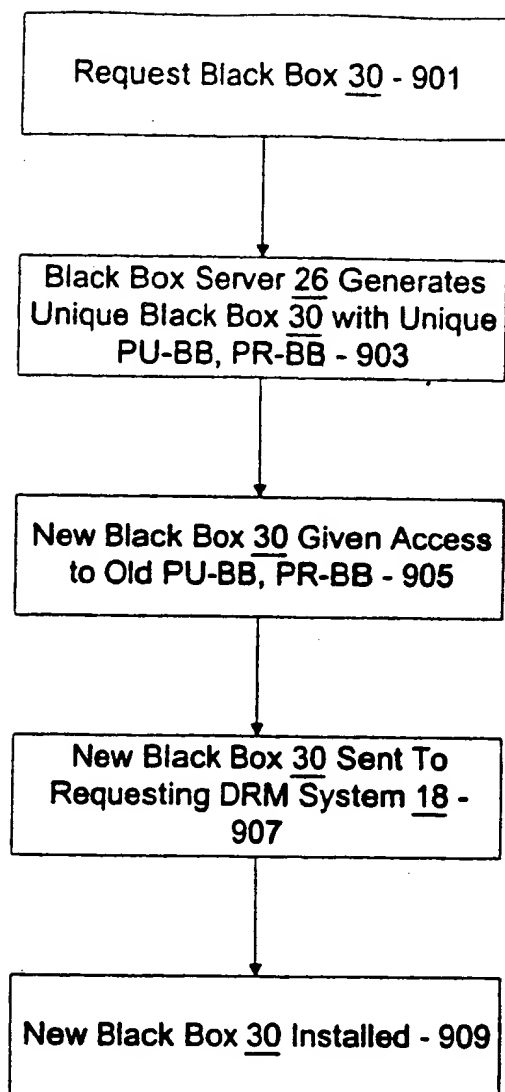 Request Black Box 30 - 901
Black Box Server 26 Generates
Unique Black Box 30 with Unique
PU-BB, PR-BB - 903
New Black Box 30 Given Access
to Old PU-BB, PR-BB - 905
New Black Box 30 Sent To
Requesting DRM System 18 -
907
New Black Box 30 Installed - 909